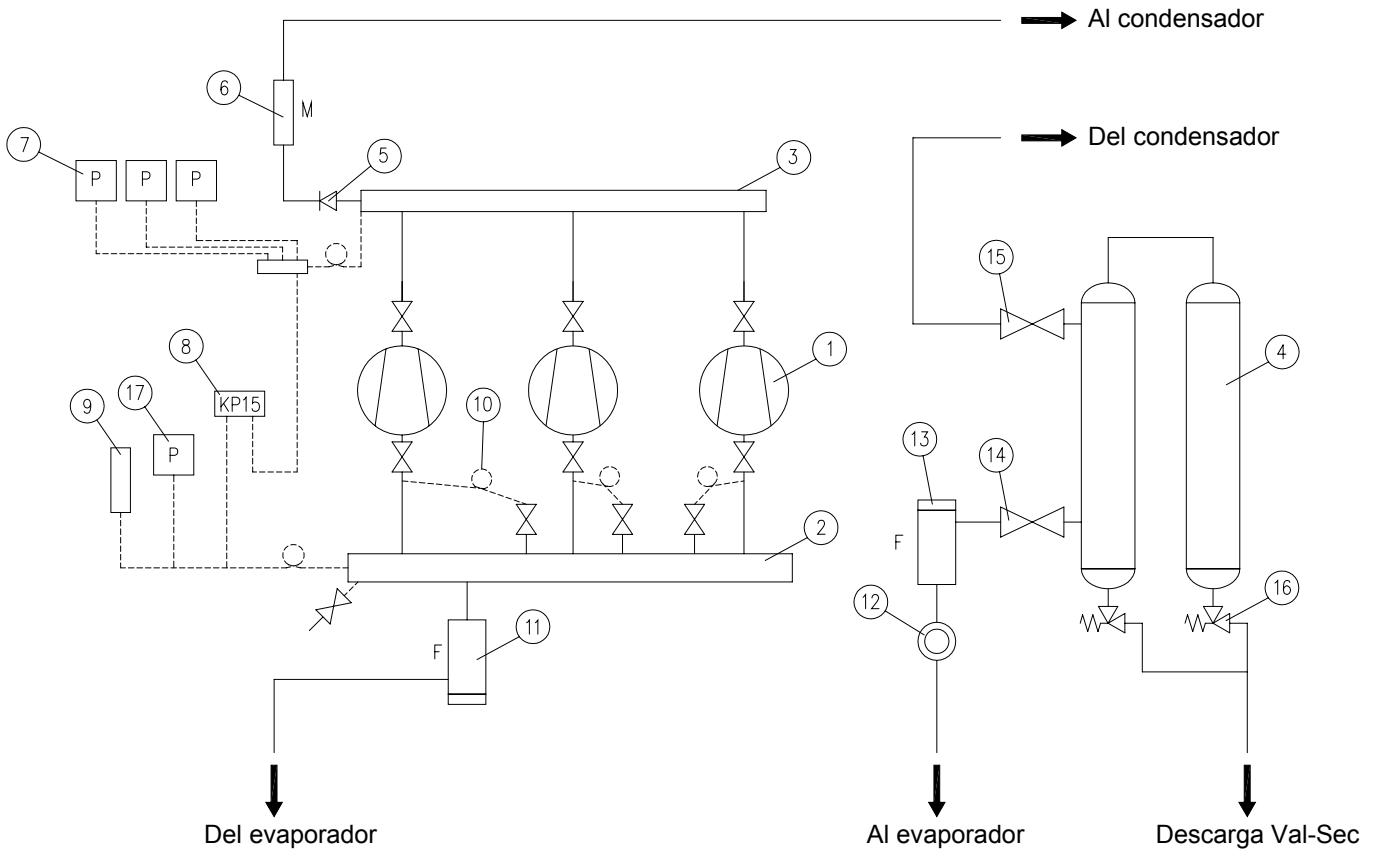 Al condensador
6
M
Del condensador
7
5
3
P
P
P
15
1
8
4
17
10
9
KP15
13
14
P
2
F
12
16
11
F
Del evaporador
Al evaporador
Descarga Val-Sec